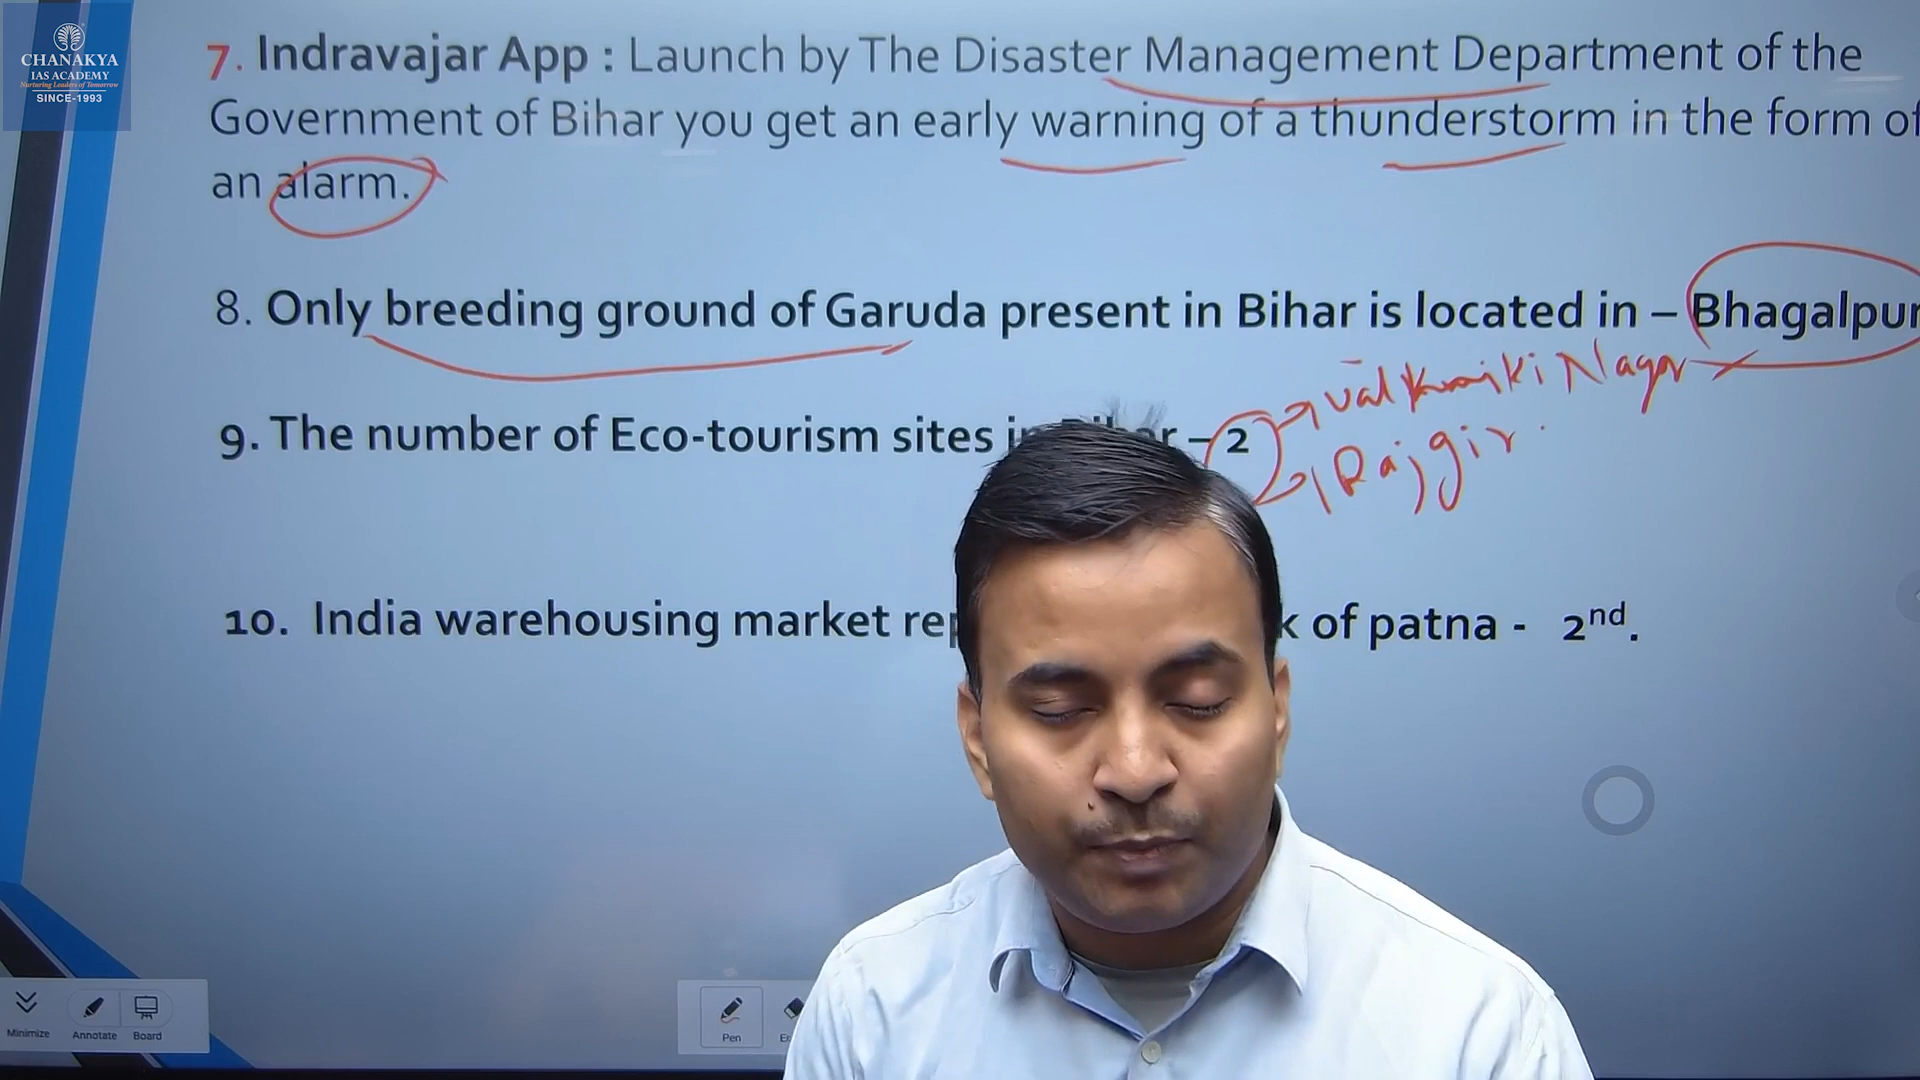 CHANAKYA
IAS ACADEMY
Nurturing Leaders of Tomorrow
SINCE-1993
7. Indravajar App : Launch by The Disaster Management Department of the
Government of Bihar you get an early warning of a thunderstorm in the form of
an alarm.
8. Only breeding ground of Garuda present in Bihar is located in – Bhagalpur
9. The number of Eco-tourism sites in Bihar – 2
Nagar
Rajgir.
10. India warehousing market of patna - 2nd.
Minimize
Annotate
Board
Pen